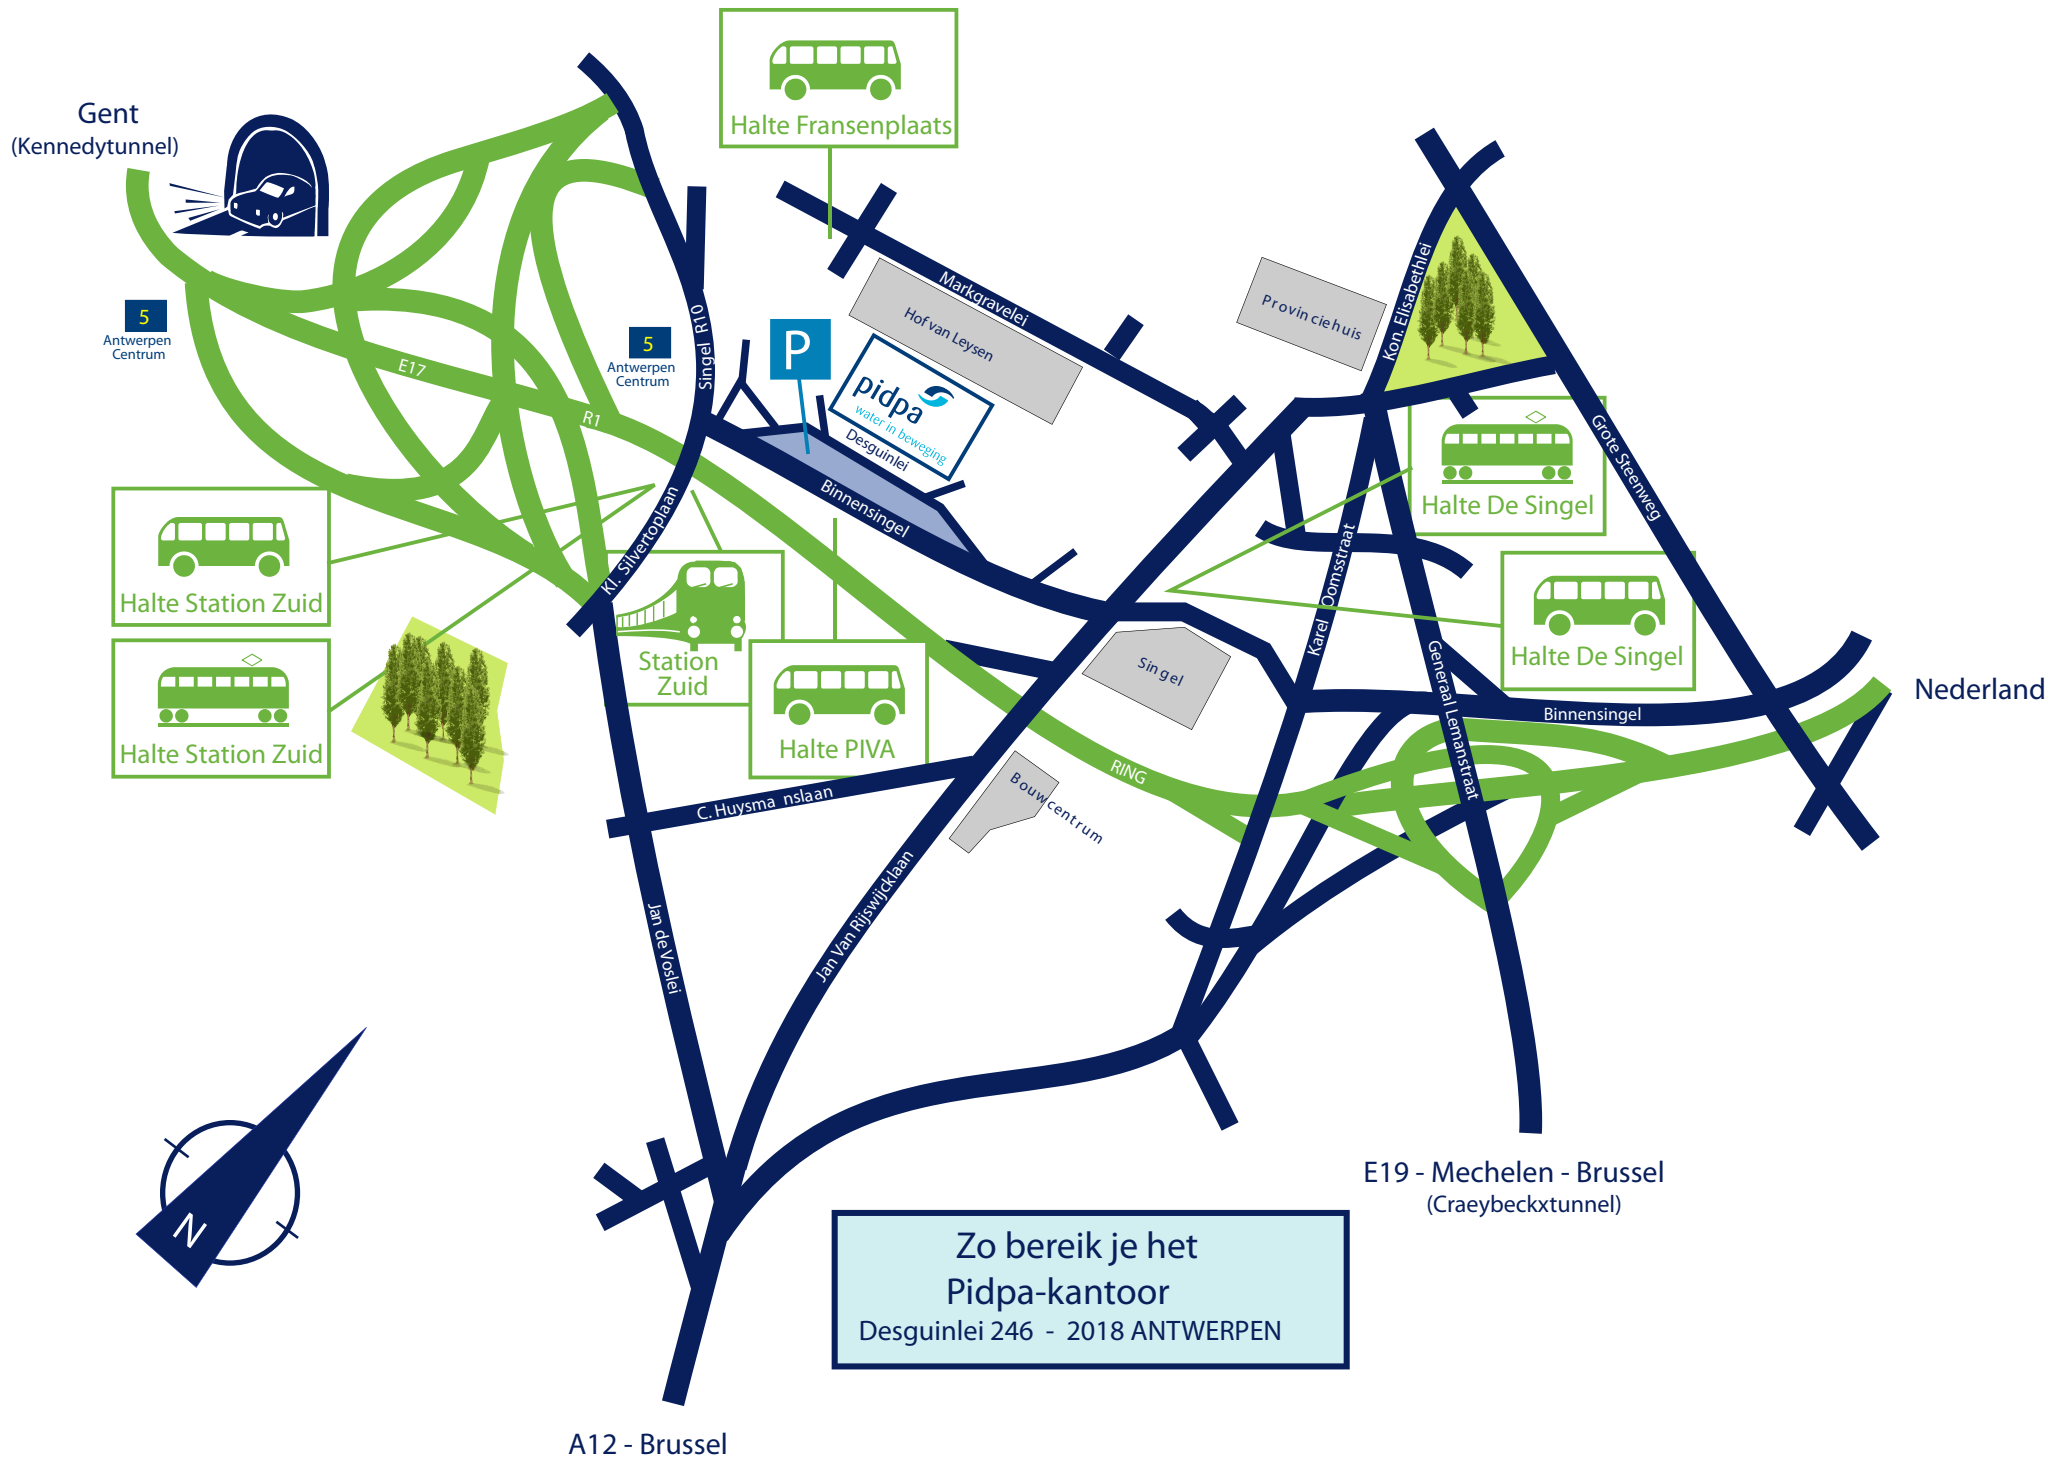 Halte Fransenplaats
Gent
(Kennedytunnel)
5
Antwerpen
Centrum
5
Antwerpen
Centrum
E17
R1
Singel R10
P
Markgravelei
Hof van Leysen
pidpa
water in beweging
Desguinlei
Provinciehuis
Kon. Elisabethlei
Grote Steenweg
Binnensingel
Kl. Silvertoplaan
Halte Station Zuid
Halte Station Zuid
Station
Zuid
Halte PIVA
Halte De Singel
Halte De Singel
Karel Oomsstraat
Generaal Lemanstraat
Singel
Binnensingel
Nederland
RING
Bouwcentrum
C. Huysma nslaan
Jan de Voslei
Jan Van Rijswijcklaan
N
E19 - Mechelen - Brussel
(Craeybeckxtunnel)
Zo bereik je het
Pidpa-kantoor
Desguinlei 246 - 2018 ANTWERPEN
A12 - Brussel